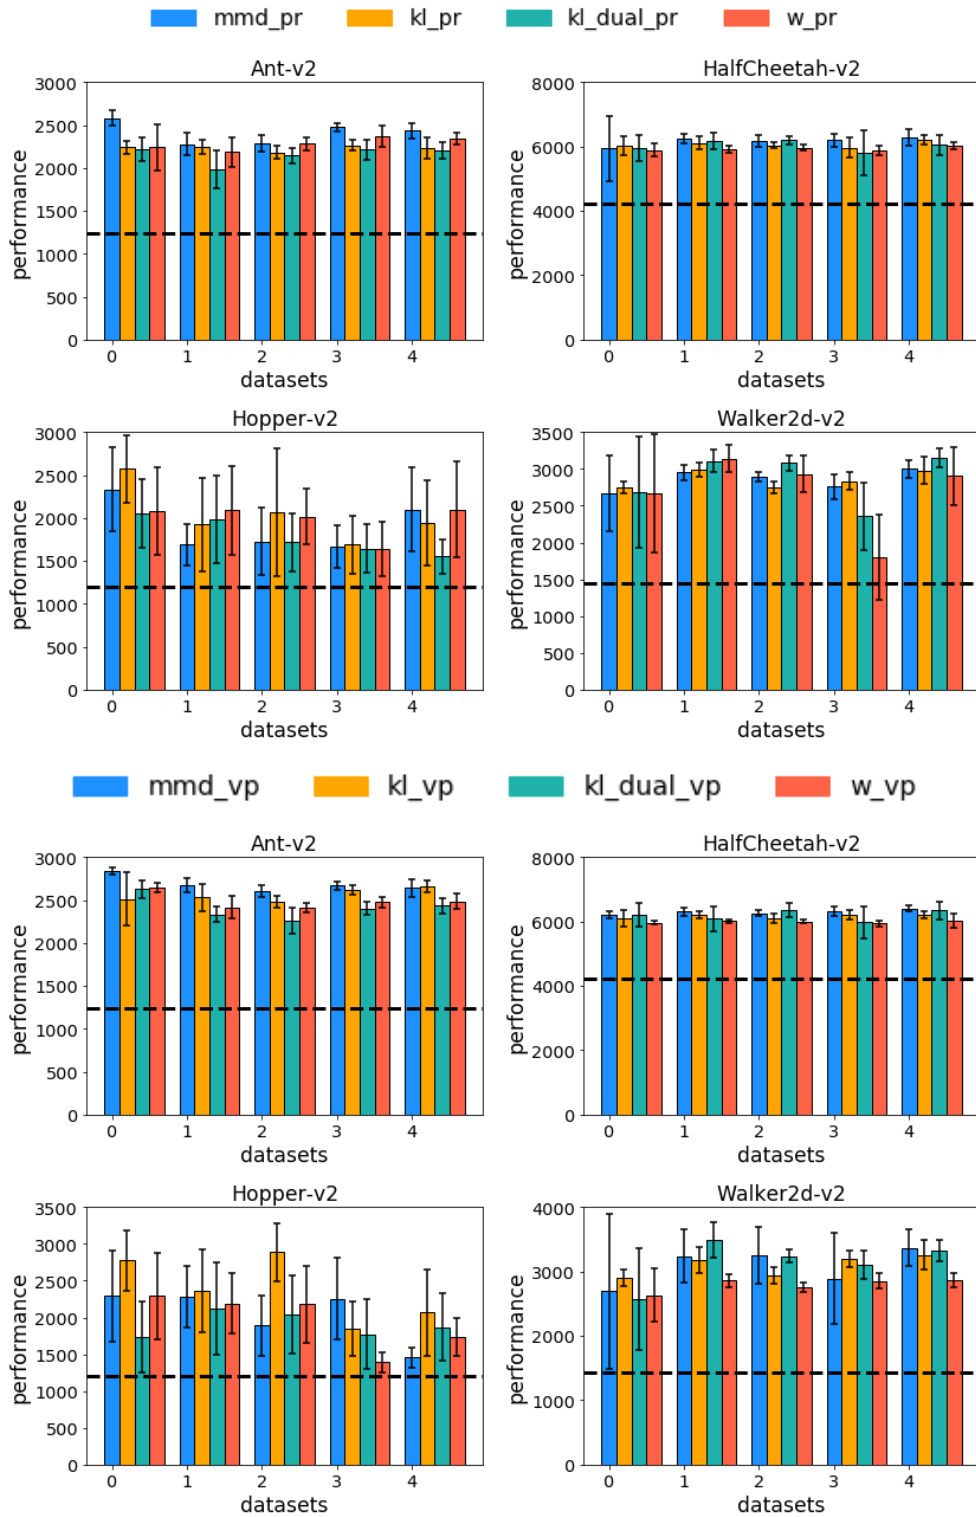 mmd_pr kl_pr kl_dual_pr w_pr
Ant-v2
performance
3000
2500
2000
1500
1000
500
0
0 1 2 3 4
datasets
HalfCheetah-v2
performance
8000
6000
4000
2000
0
0 1 2 3 4
datasets
Hopper-v2
performance
3000
2500
2000
1500
1000
500
0
0 1 2 3 4
datasets
Walker2d-v2
performance
3500
3000
2500
2000
1500
1000
500
0
0 1 2 3 4
datasets
mmd_vp kl_vp kl_dual_vp w_vp
Ant-v2
performance
3000
2500
2000
1500
1000
500
0
0 1 2 3 4
datasets
HalfCheetah-v2
performance
8000
6000
4000
2000
0
0 1 2 3 4
datasets
Hopper-v2
performance
3500
3000
2500
2000
1500
1000
500
0
0 1 2 3 4
datasets
Walker2d-v2
performance
4000
3000
2000
1000
0
0 1 2 3 4
datasets